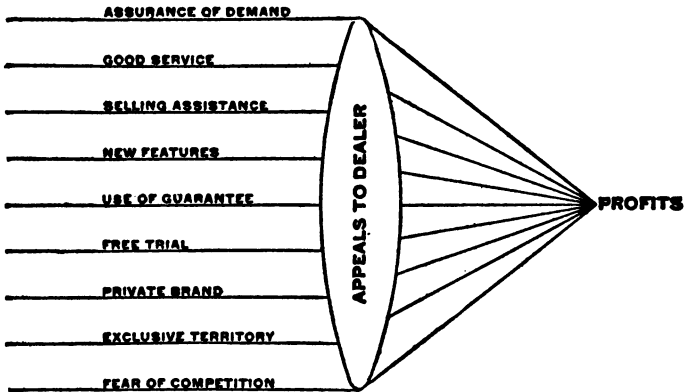 ASSURANCE OF DEMAND
GOOD SERVICE
SELLING ASSISTANCE
NEW FEATURES
USE OF GUARANTEE
FREE TRIAL
PRIVATE BRAND
EXCLUSIVE TERRITORY
FEAR OF COMPETITION
APPEALS TO DEALER
PROFITS